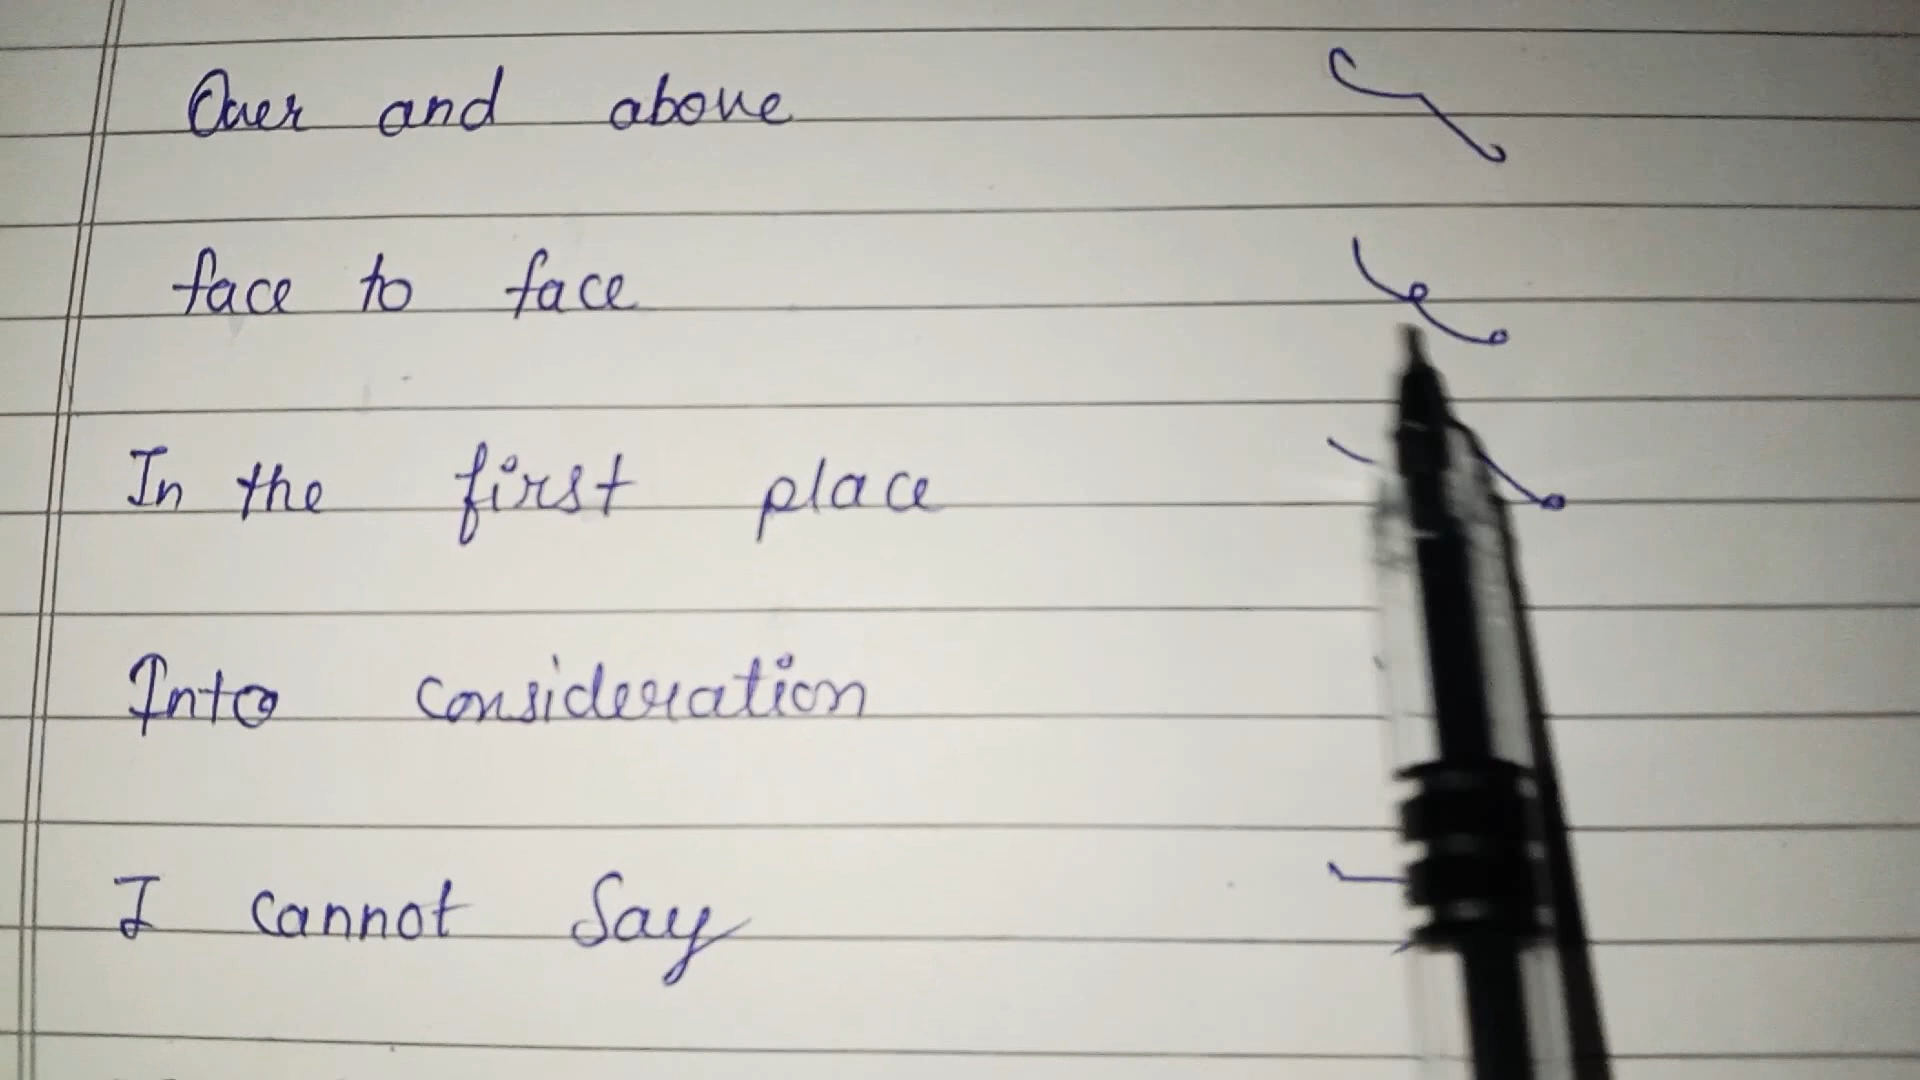 Over and above
face to face
In the first place
Into consideration
I cannot Say